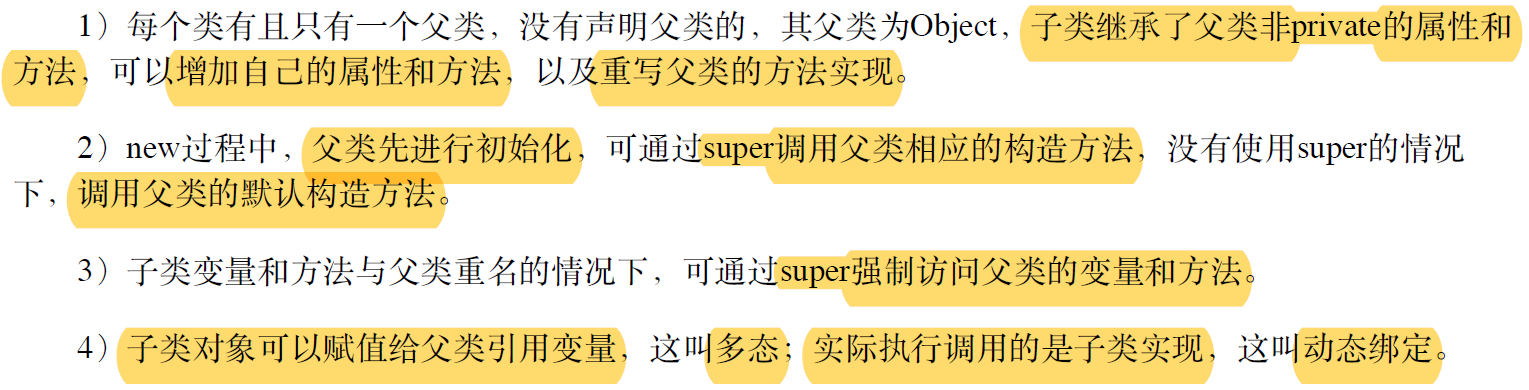 1）每个类有且只有一个父类，没有声明父类的，其父类为Object，子类继承了父类非private的属性和
方法，可以增加自己的属性和方法，以及重写父类的方法实现。
2）new过程中，父类先进行初始化，可通过super调用父类相应的构造方法，没有使用super的情况
下，调用父类的默认构造方法。
3）子类变量和方法与父类重名的情况下，可通过super强制访问父类的变量和方法。
4）子类对象可以赋值给父类引用变量，这叫多态；实际执行调用的是子类实现，这叫动态绑定。